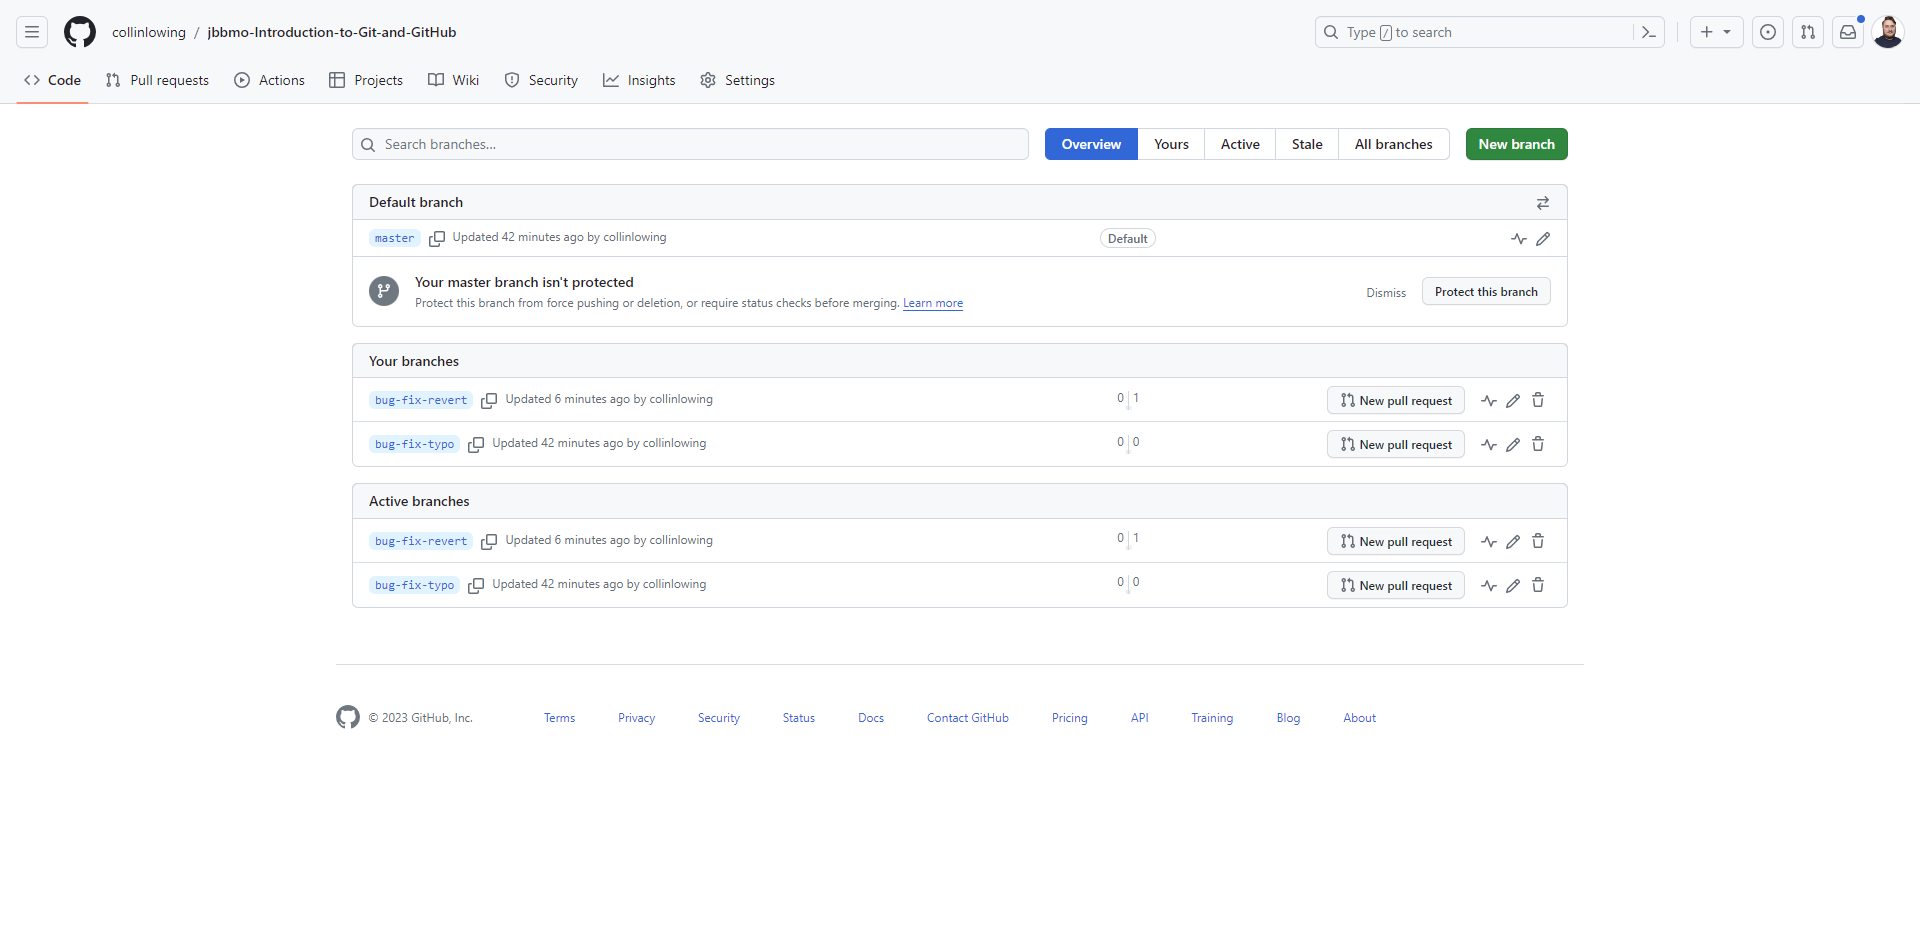 collinlowing / jbbmo-Introduction-to-Git-and-GitHub
Type / to search
Code Pull requests Actions Projects Wiki Security Insights Settings
Search branches...
Overview Yours Active Stale All branches New branch
Default branch
master Updated 42 minutes ago by collinlowing Default
Your master branch isn't protected
Protect this branch from force pushing or deletion, or require status checks before merging. Learn more
Dismiss Protect this branch
Your branches
bug-fix-revert Updated 6 minutes ago by collinlowing 0 1 New pull request
bug-fix-typo Updated 42 minutes ago by collinlowing 0 0 New pull request
Active branches
bug-fix-revert Updated 6 minutes ago by collinlowing 0 1 New pull request
bug-fix-typo Updated 42 minutes ago by collinlowing 0 0 New pull request
© 2023 GitHub, Inc. Terms Privacy Security Status Docs Contact GitHub Pricing API Training Blog About